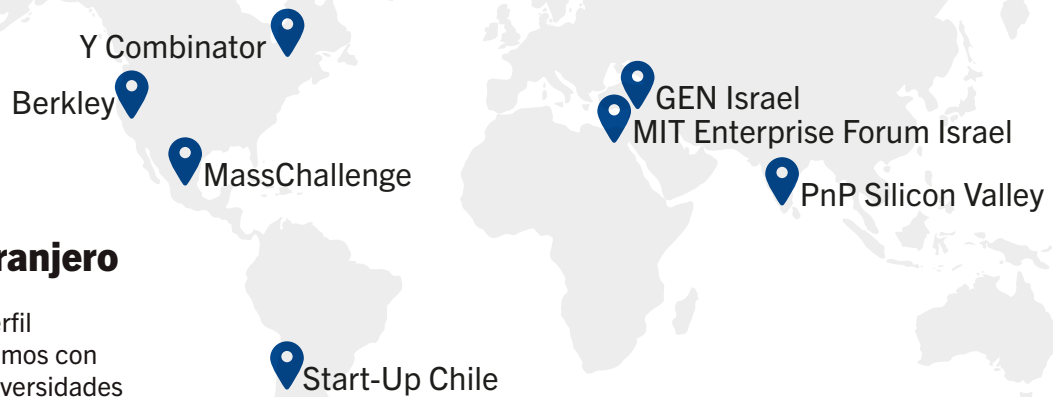 Y Combinator
Berkley
GEN Israel
MIT Enterprise Forum Israel
MassChallenge
PnP Silicon Valley
ranjero
erfil
mos con
versidades
Start-Up Chile